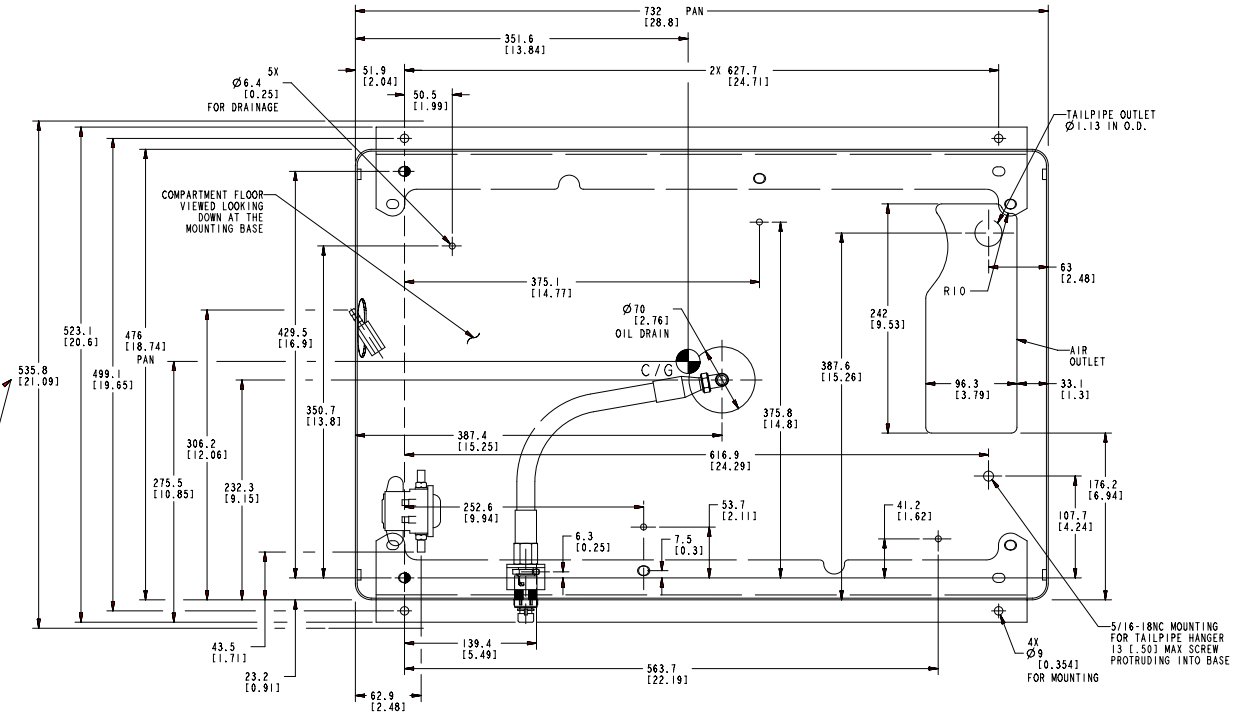 732 PAN
[28.8]
351.6
[13.84]
51.9
[2.04]
2X 627.7
[24.71]
5X
Ø6.4
[0.25]
FOR DRAINAGE
50.5
[1.99]
TAILPIPE OUTLET
Ø1.13 IN O.D.
COMPARTMENT FLOOR
VIEWED LOOKING
DOWN AT THE
MOUNTING BASE
375.1
[14.77]
63
[2.48]
R10
Ø70
[2.76]
OIL DRAIN
242
[9.53]
523.1
[20.6]
476
[18.74]
PAN
429.5
[16.9]
535.8
[21.09]
499.1
[19.65]
C/G
387.6
[15.26]
AIR
OUTLET
96.3
[3.79]
33.1
[1.3]
350.7
[13.8]
375.8
[14.8]
306.2
[12.06]
387.4
[15.25]
616.9
[24.29]
275.5
[10.85]
232.3
[9.15]
176.2
[6.94]
252.6
[9.94]
53.7
[2.11]
41.2
[1.62]
107.7
[4.24]
6.3
[0.25]
7.5
[0.3]
43.5
[1.71]
139.4
[5.49]
5/16-18NC MOUNTING
FOR TAILPIPE HANGER
13 [.50] MAX SCREW
PROTRUDING INTO BASE
4X
Ø9
[0.354]
FOR MOUNTING
23.2
[0.91]
563.7
[22.19]
62.9
[2.48]